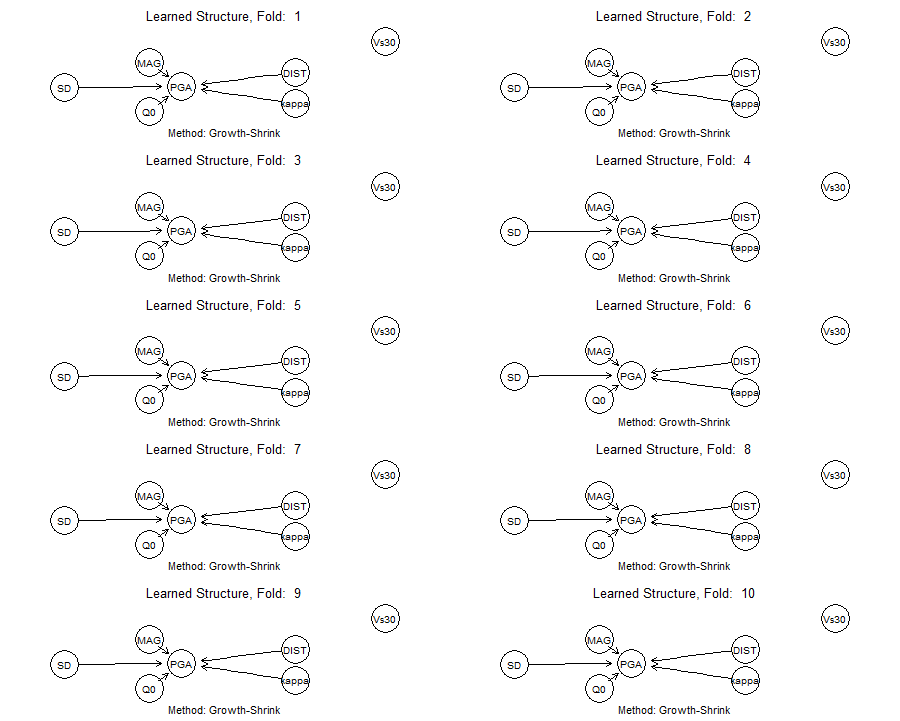 Learned Structure, Fold: 1
Vs30
MAG
DIST
SD
PGA
kappa
Q0
Method: Growth-Shrink
Learned Structure, Fold: 2
Vs30
MAG
DIST
SD
PGA
kappa
Q0
Method: Growth-Shrink
Learned Structure, Fold: 3
Vs30
MAG
DIST
SD
PGA
kappa
Q0
Method: Growth-Shrink
Learned Structure, Fold: 4
Vs30
MAG
DIST
SD
PGA
kappa
Q0
Method: Growth-Shrink
Learned Structure, Fold: 5
Vs30
MAG
DIST
SD
PGA
kappa
Q0
Method: Growth-Shrink
Learned Structure, Fold: 6
Vs30
MAG
DIST
SD
PGA
kappa
Q0
Method: Growth-Shrink
Learned Structure, Fold: 7
Vs30
MAG
DIST
SD
PGA
kappa
Q0
Method: Growth-Shrink
Learned Structure, Fold: 8
Vs30
MAG
DIST
SD
PGA
kappa
Q0
Method: Growth-Shrink
Learned Structure, Fold: 9
Vs30
MAG
DIST
SD
PGA
kappa
Q0
Method: Growth-Shrink
Learned Structure, Fold: 10
Vs30
MAG
DIST
SD
PGA
kappa
Q0
Method: Growth-Shrink